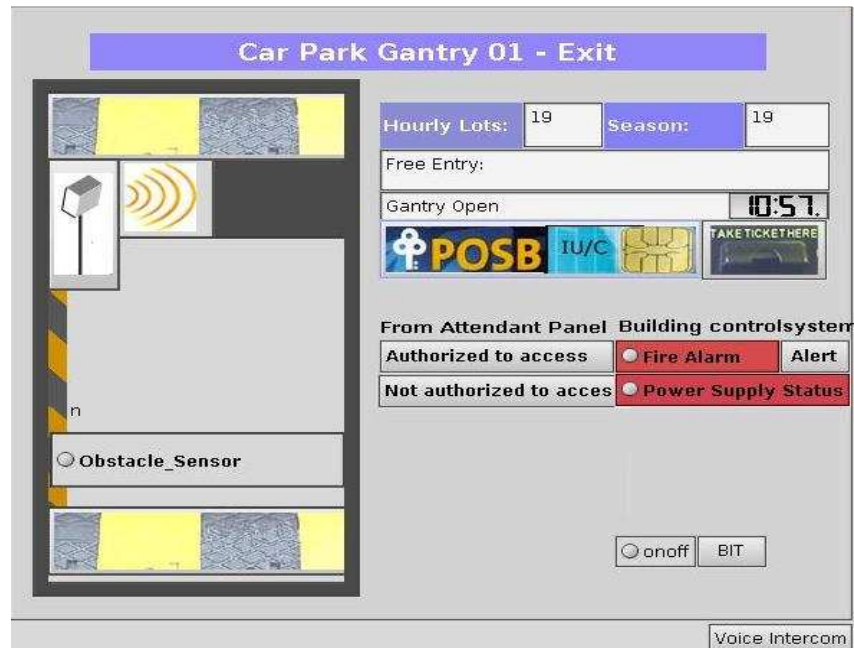 Car Park Gantry 01 - Exit
Hourly Lots: 19 Season: 19
Free Entry:
Gantry Open 10:57.
POSB IU/C TAKE TICKET HERE
From Attendant Panel Building controlsystem
Authorized to access Fire Alarm Alert
Not authorized to acces Power Supply Status
n
Obstacle_Sensor
onoff BIT
Voice Intercom